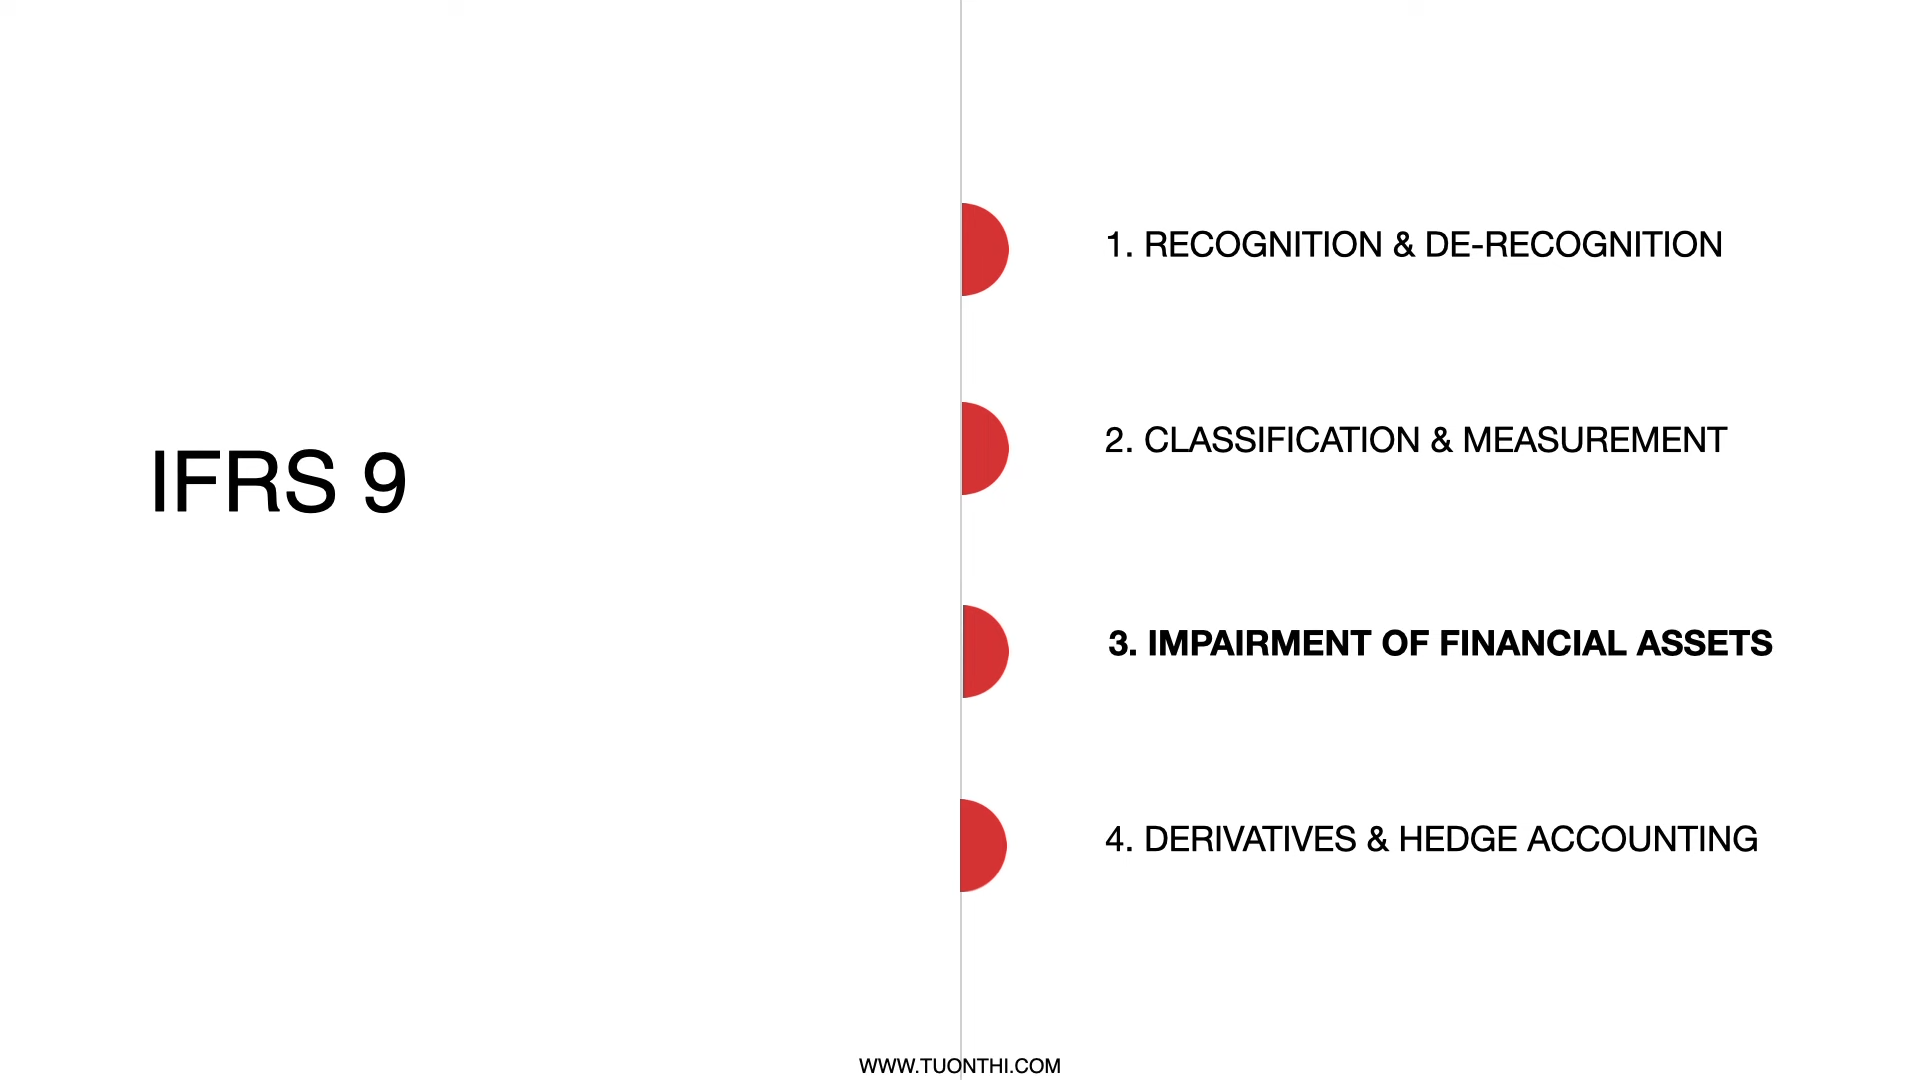 IFRS 9
1. RECOGNITION & DE-RECOGNITION
2. CLASSIFICATION & MEASUREMENT
3. IMPAIRMENT OF FINANCIAL ASSETS
4. DERIVATIVES & HEDGE ACCOUNTING
WWW.TUONTHI.COM